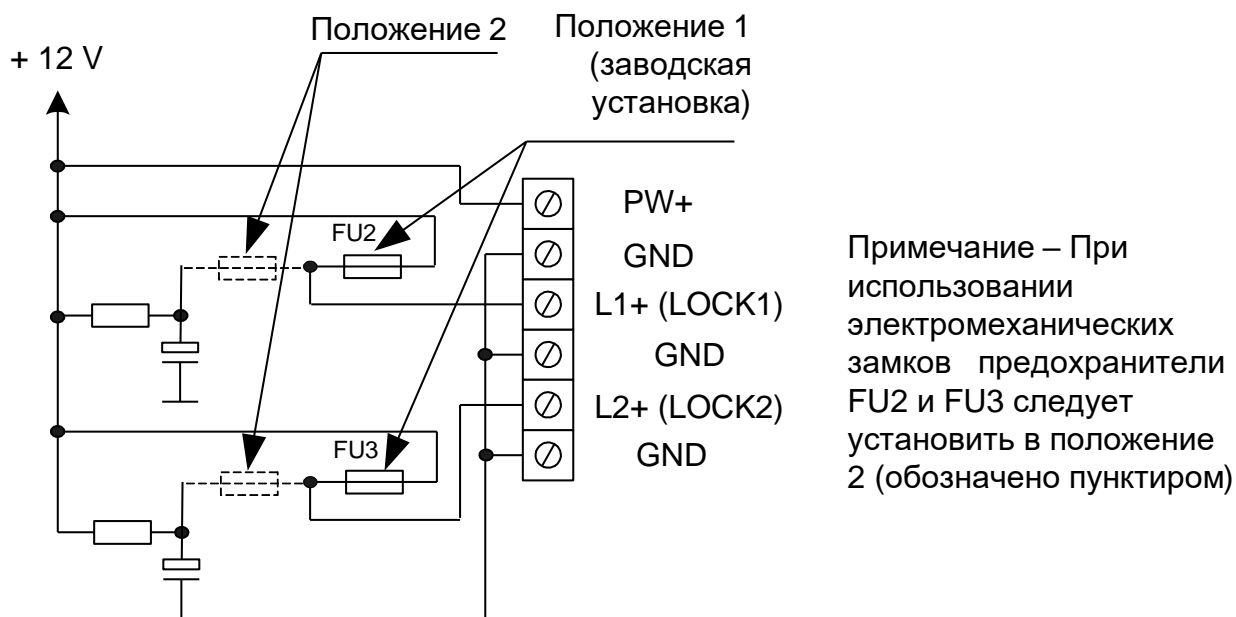 Положение 2
Положение 1
(заводская
установка)
+ 12 V
PW+
FU2
GND
L1+ (LOCK1)
GND
L2+ (LOCK2)
FU3
GND
Примечание – При
использовании
электромеханических
замков предохранители
FU2 и FU3 следует
установить в положение
2 (обозначено пунктиром)